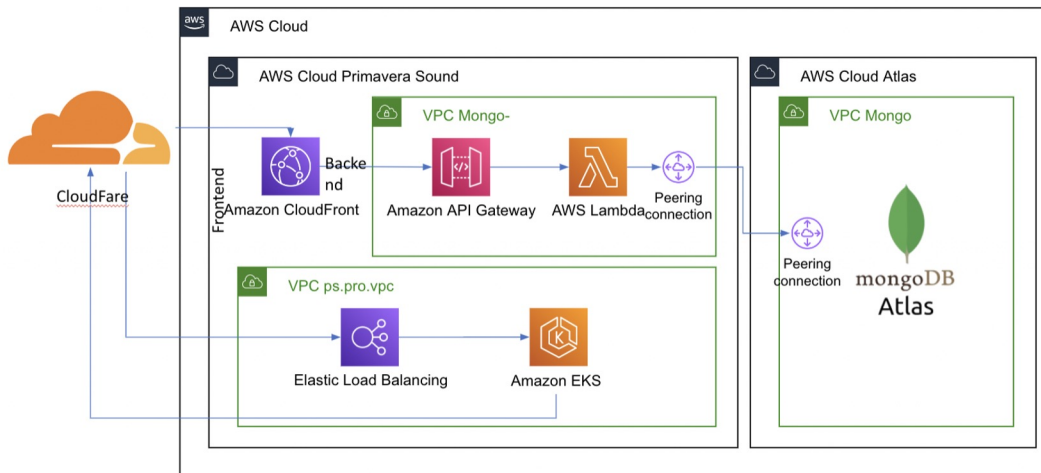 aws
AWS Cloud
AWS Cloud Primavera Sound
AWS Cloud Atlas
VPC Mongo-
VPC Mongo
CloudFare
Frontend
Backe
nd
Amazon CloudFront
Amazon API Gateway
AWS Lambda
Peering
connection
Peering
connection
mongoDB
Atlas
VPC ps.pro.vpc
Elastic Load Balancing
Amazon EKS
K